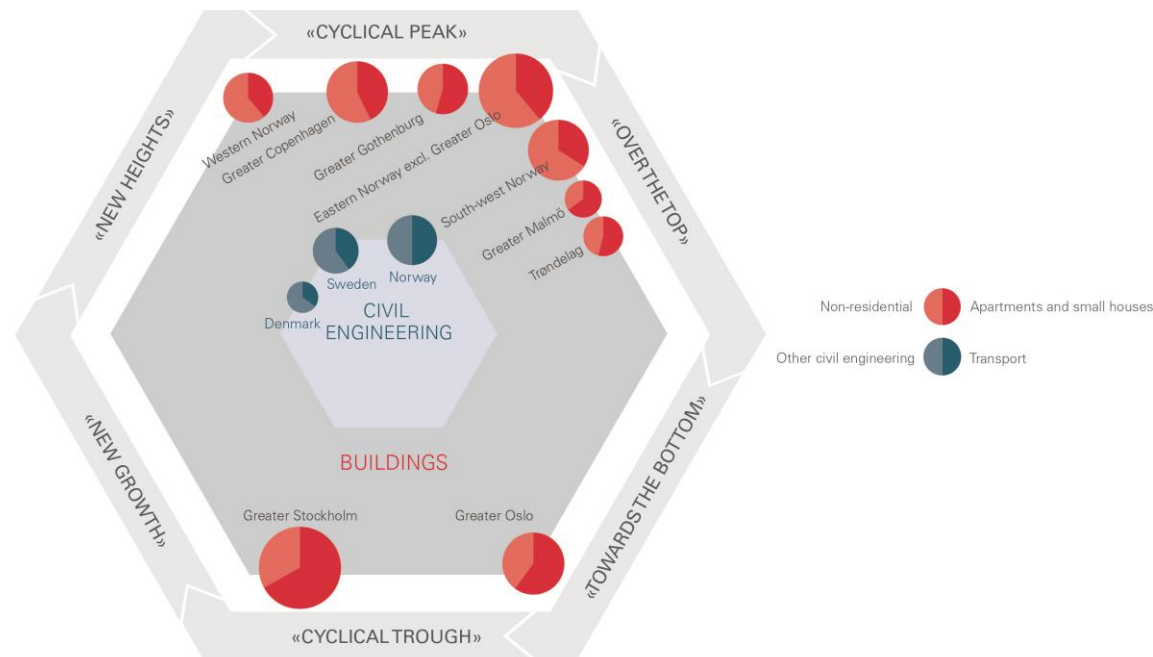 «CYCLICAL PEAK»
«NEW HEIGHTS»
«OVER THE TOP»
Western Norway
Greater Copenhagen
Greater Gothenburg
Eastern Norway excl. Greater Oslo
South-west Norway
Greater Malmö
Trøndelag
Sweden
Norway
Denmark
CIVIL
ENGINEERING
Non-residential
Apartments and small houses
Other civil engineering
Transport
«NEW GROWTH»
«TOWARDS THE BOTTOM»
BUILDINGS
Greater Stockholm
Greater Oslo
«CYCLICAL TROUGH»